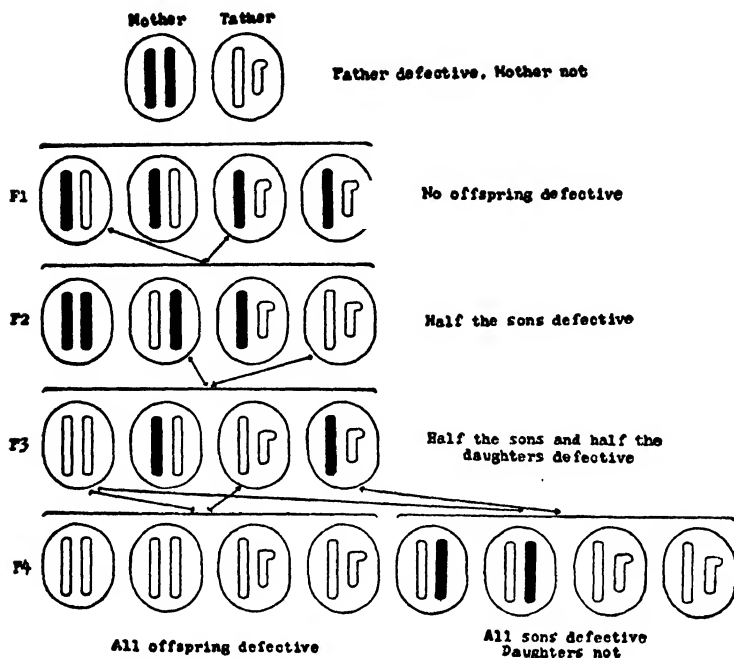 Mother Tather
Father defective, Mother not
F1 No offspring defective
F2 Half the sons defective
F3 Half the sons and half the
daughters defective
F4
All offspring defective
All sons defective
Daughters not